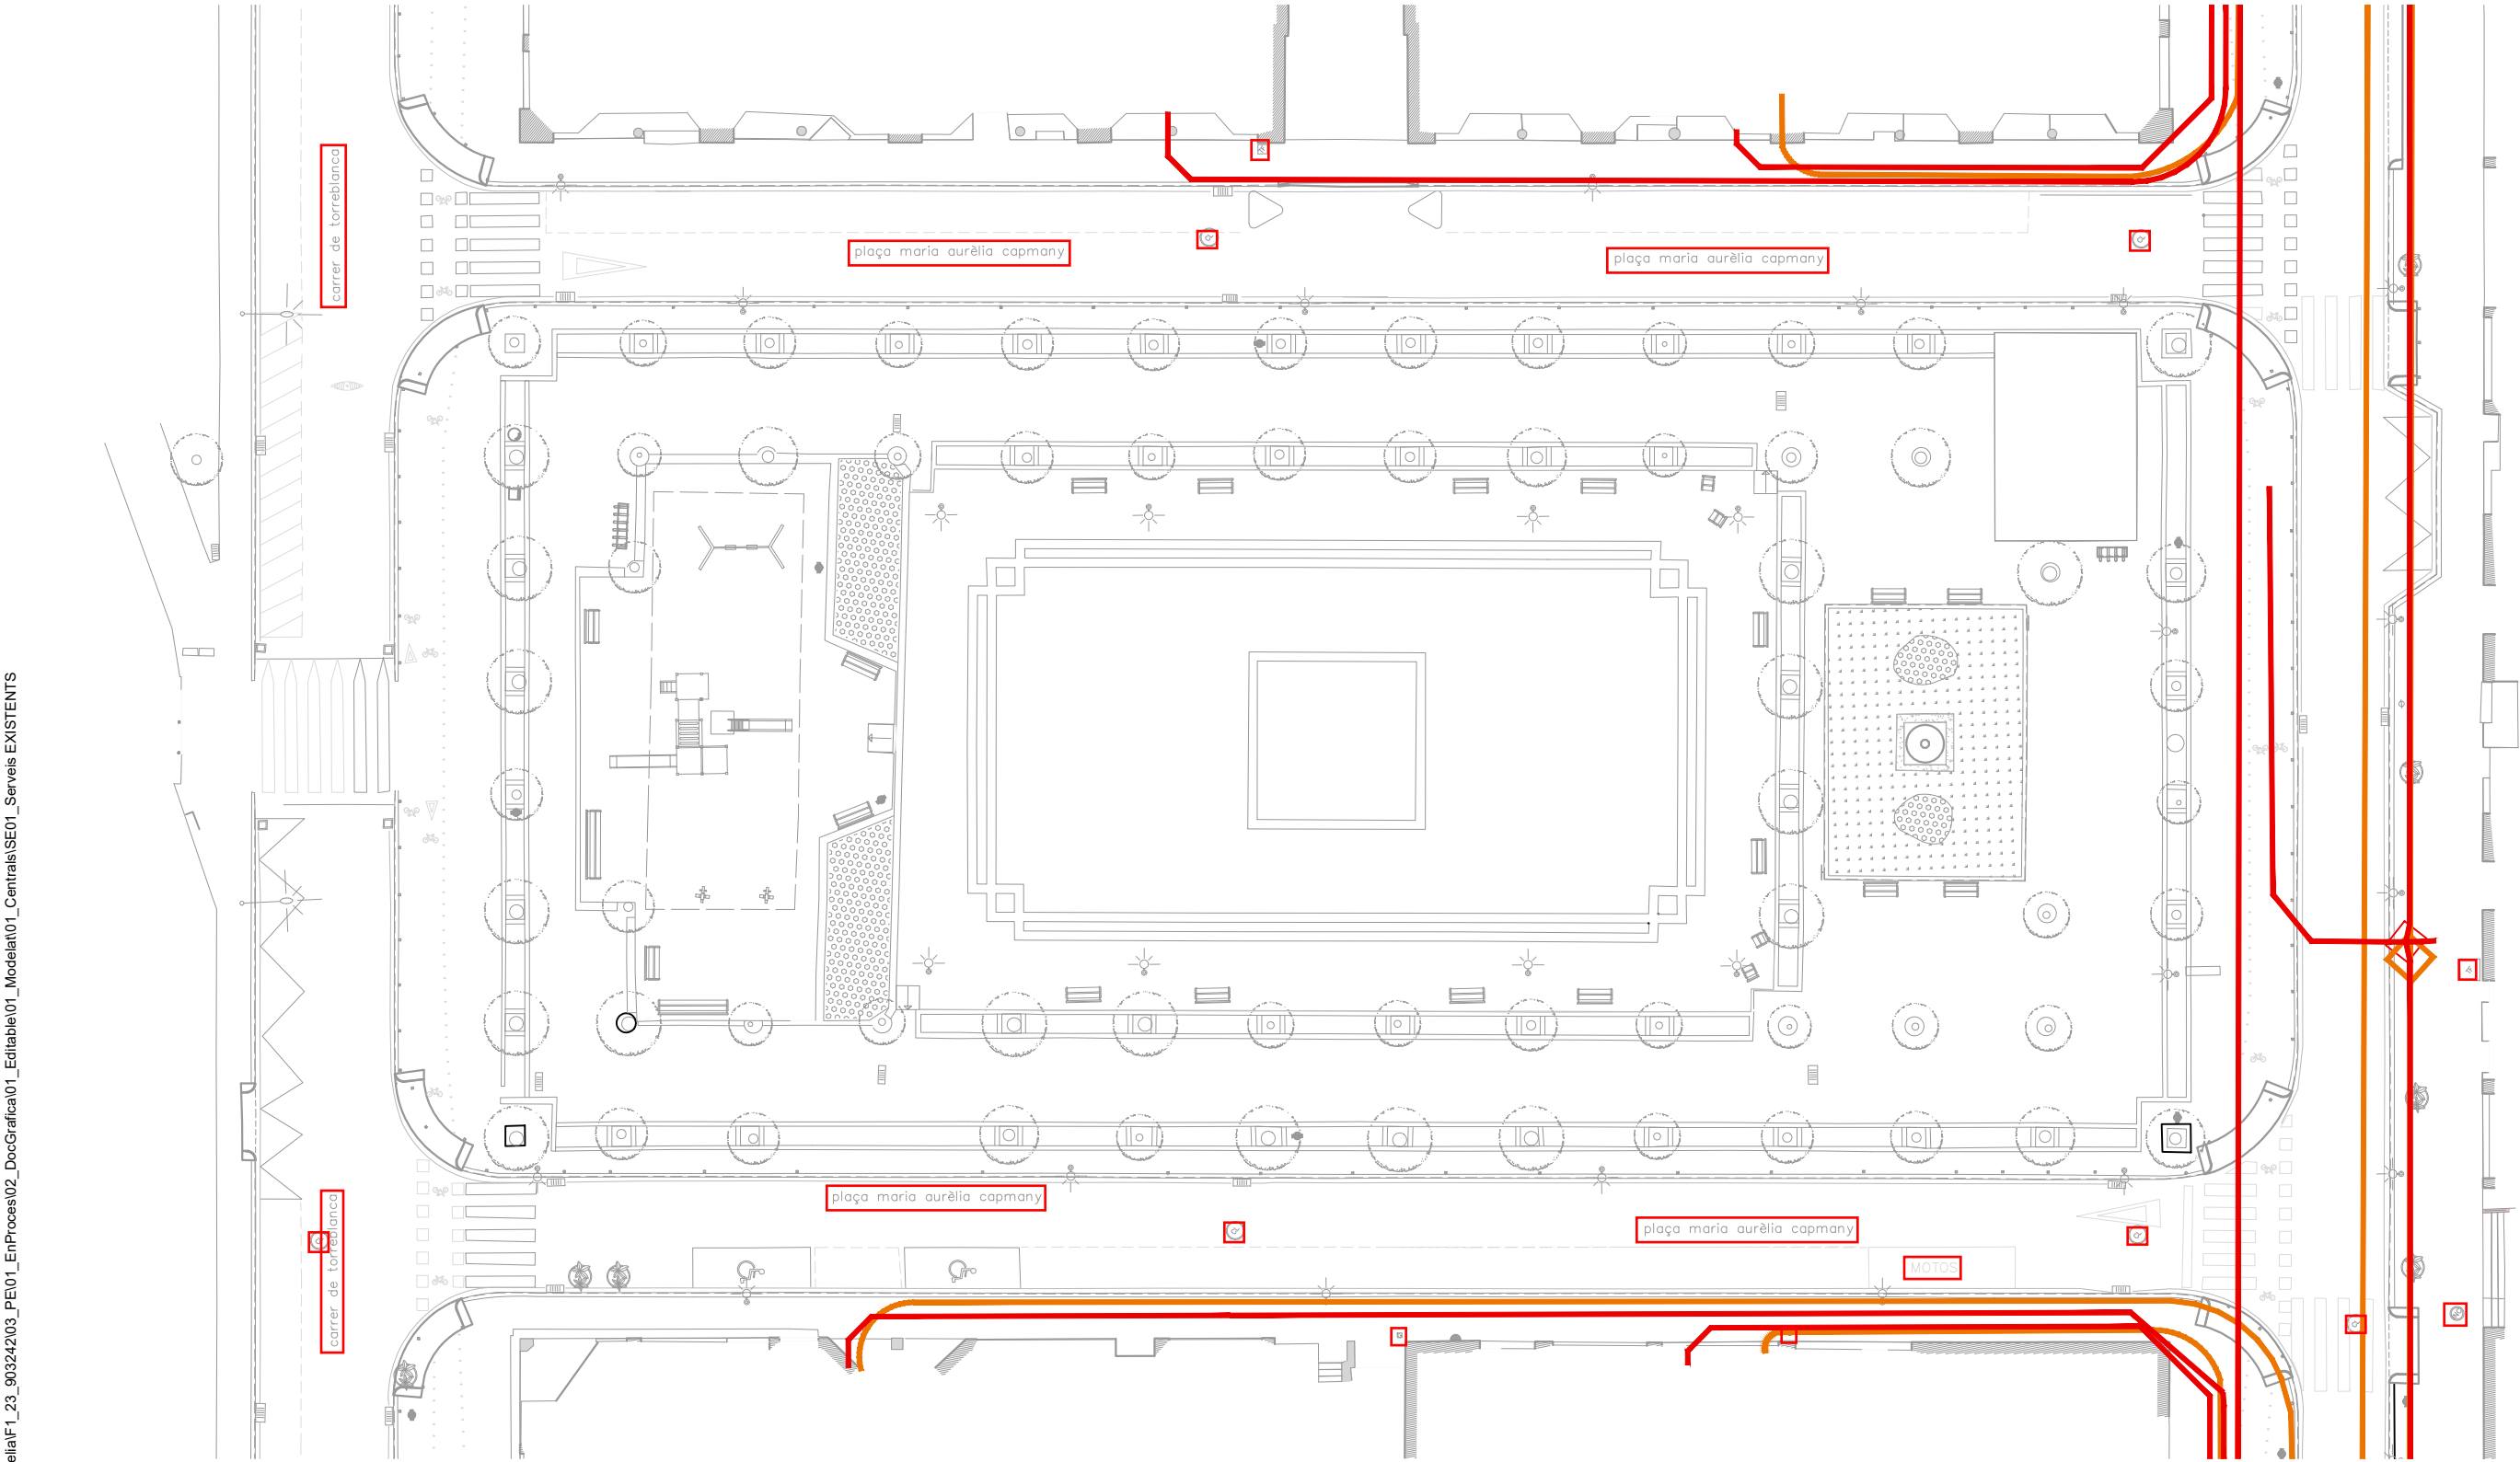 carrer de torreblanca
plaça maria aurèlia capmany
plaça maria aurèlia capmany
elia\F1_23_903242\03_PE\01_EnProces\02_DocGrafica\01_Editable\01_Modelat\01_Centrals\SE01_Serveis EXISTENTS
carrer de torreblanca
plaça maria aurèlia capmany
plaça maria aurèlia capmany
MOTOS